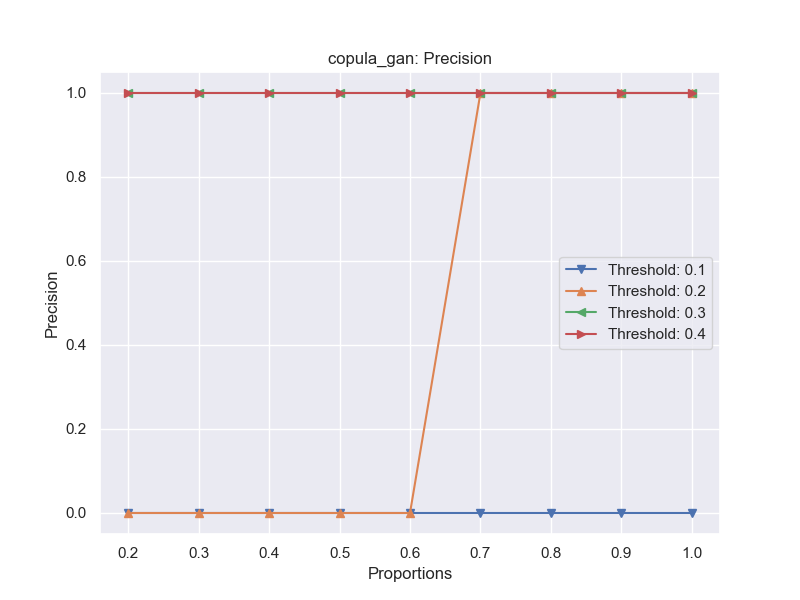 copula_gan: Precision
1.0
0.8
0.6
0.4
0.2
0.0
Precision
Threshold: 0.1
Threshold: 0.2
Threshold: 0.3
Threshold: 0.4
0.2 0.3 0.4 0.5 0.6 0.7 0.8 0.9 1.0
Proportions